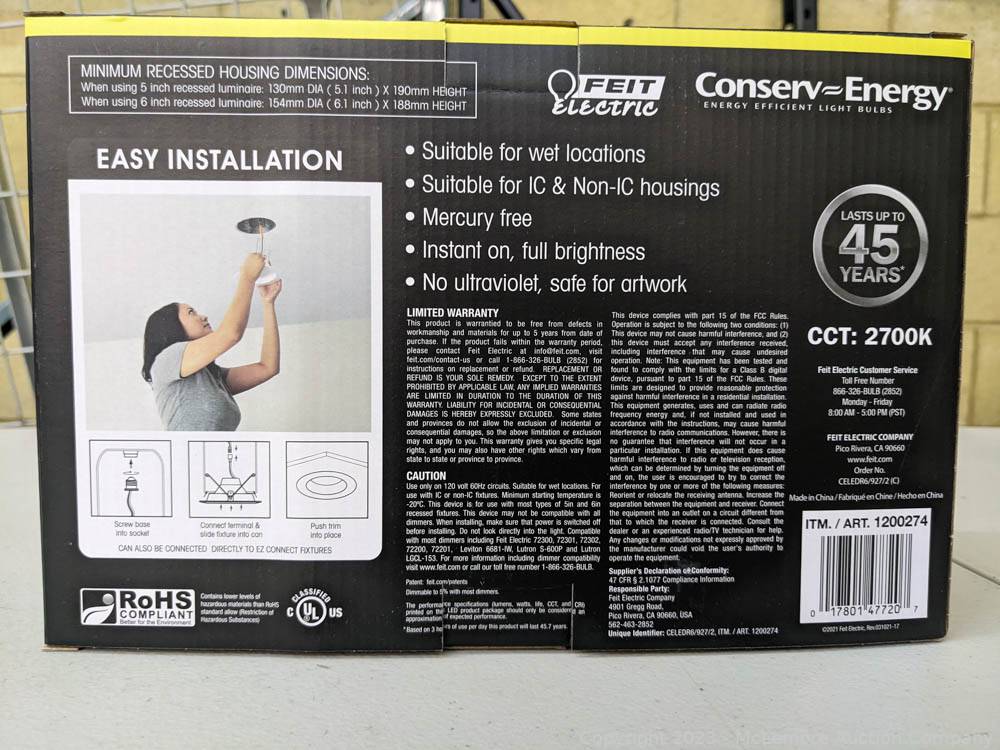 MINIMUM RECESSED HOUSING DIMENSIONS:
When using 5 inch recessed luminaire: 130mm DIA ( 5.1 inch ) X 190mm HEIGHT
When using 6 inch recessed luminaire: 154mm DIA ( 6.1 inch ) X 188mm HEIGHT
FEIT
Electric
Conserv≈Energy®
ENERGY EFFICIENT LIGHT BULBS
EASY INSTALLATION
Screw base
into socket
Connect terminal &
slide fixture into can
Push trim
into place
CAN ALSO BE CONNECTED DIRECTLY TO EZ CONNECT FIXTURES
• Suitable for wet locations
• Suitable for IC & Non-IC housings
• Mercury free
• Instant on, full brightness
• No ultraviolet, safe for artwork
LASTS UP TO
45
YEARS*
LIMITED WARRANTY
This product is warrantied to be free from defects in
workmanship and materials for up to 5 years from date of
purchase. If the product fails within the warranty period,
please contact Feit Electric at info@feit.com, visit
feit.com/contact-us or call 1-866-326-BULB (2852) for
instructions on replacement or refund. REPLACEMENT OR
REFUND IS YOUR SOLE REMEDY. EXCEPT TO THE EXTENT
PROHIBITED BY APPLICABLE LAW, ANY IMPLIED WARRANTIES
ARE LIMITED IN DURATION TO THE DURATION OF THIS
WARRANTY. LIABILITY FOR INCIDENTAL OR CONSEQUENTIAL
DAMAGES IS HEREBY EXPRESSLY EXCLUDED. Some states
and provinces do not allow the exclusion of incidental or
consequential damages, so the above limitation or exclusion
may not apply to you. This warranty gives you specific legal
rights, and you may also have other rights which vary from
state to state or province to province.
CAUTION
Use only on 120 volt 60Hz circuits. Suitable for wet locations. For
use with IC or non-IC fixtures. Minimum starting temperature is
-20ºC. This device is for use with most types of 5in and 6in
recessed fixtures. This device may not be compatible with all
dimmers. When installing, make sure that power is switched off
before installing. Do not look directly into the light. Compatible
with most dimmers including Feit Electric 72300, 72301, 72302,
72200, 72201, Leviton 6681-IW, Lutron S-600P and Lutron
LGCL-153. For more information including dimmer compatibility
visit www.feit.com or call our toll free number 1-866-326-BULB.
Patent: feit.com/patents
Dimmable to 5% with most dimmers.
The performance specifications (lumens, watts, life, CCT, and CRI)
printed on the LED product package should only be considered an
approximation of expected performance.
*Based on 3 hours of use per day this product will last 45.7 years.
This device complies with part 15 of the FCC Rules.
Operation is subject to the following two conditions: (1)
This device may not cause harmful interference, and (2)
this device must accept any interference received,
including interference that may cause undesired
operation. Note: This equipment has been tested and
found to comply with the limits for a Class B digital
device, pursuant to part 15 of the FCC Rules. These
limits are designed to provide reasonable protection
against harmful interference in a residential installation.
This equipment generates, uses and can radiate radio
frequency energy and, if not installed and used in
accordance with the instructions, may cause harmful
interference to radio communications. However, there is
no guarantee that interference will not occur in a
particular installation. If this equipment does cause
harmful interference to radio or television reception,
which can be determined by turning the equipment off
and on, the user is encouraged to try to correct the
interference by one or more of the following measures:
Reorient or relocate the receiving antenna. Increase the
separation between the equipment and receiver. Connect
the equipment into an outlet on a circuit different from
that to which the receiver is connected. Consult the
dealer or an experienced radio/TV technician for help.
Any changes or modifications not expressly approved by
the manufacturer could void the user's authority to
operate the equipment.
Supplier's Declaration of Conformity:
47 CFR § 2.1077 Compliance Information
Responsible Party:
Feit Electric Company
4901 Gregg Road,
Pico Rivera, CA 90660, USA
562-463-2852
Unique Identifier: CELEDR6/927/2, ITM. / ART. 1200274
CCT: 2700K
Feit Electric Customer Service
Toll Free Number
866-326-BULB (2852)
Monday - Friday
8:00 AM - 5:00 PM (PST)
FEIT ELECTRIC COMPANY
Pico Rivera, CA 90660
www.feit.com
Order No.
CELEDR6/927/2 (C)
Made in China / Fabriqué en Chine / Hecho en China
ITM. / ART. 1200274
0 17801 47720 7
©2021 Feit Electric, Rev.031021-17
RoHS
COMPLIANT
Better for the Environment
Contains lower levels of
hazardous materials than RoHS
standard allow (Restriction of
Hazardous Substances)
CLASSIFIED
C UL US